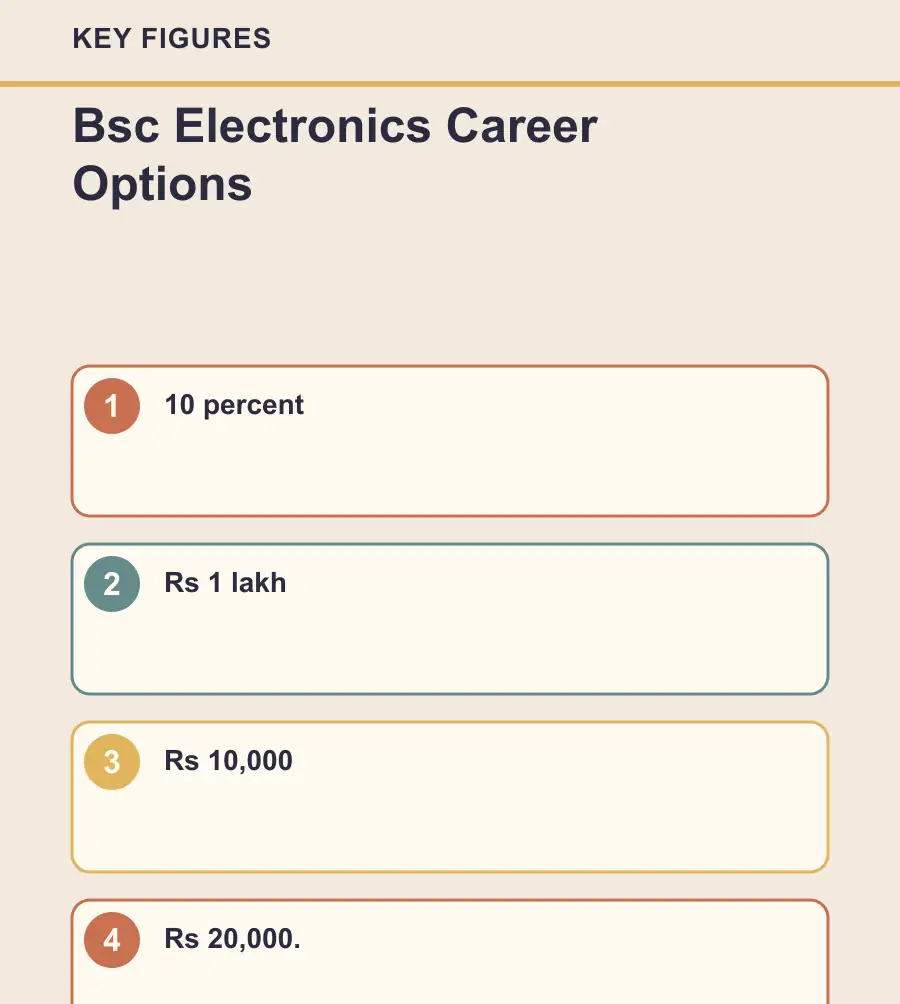 KEY FIGURES
Bsc Electronics Career
Options
1 10 percent
2 Rs 1 lakh
3 Rs 10,000
4 Rs 20,000.